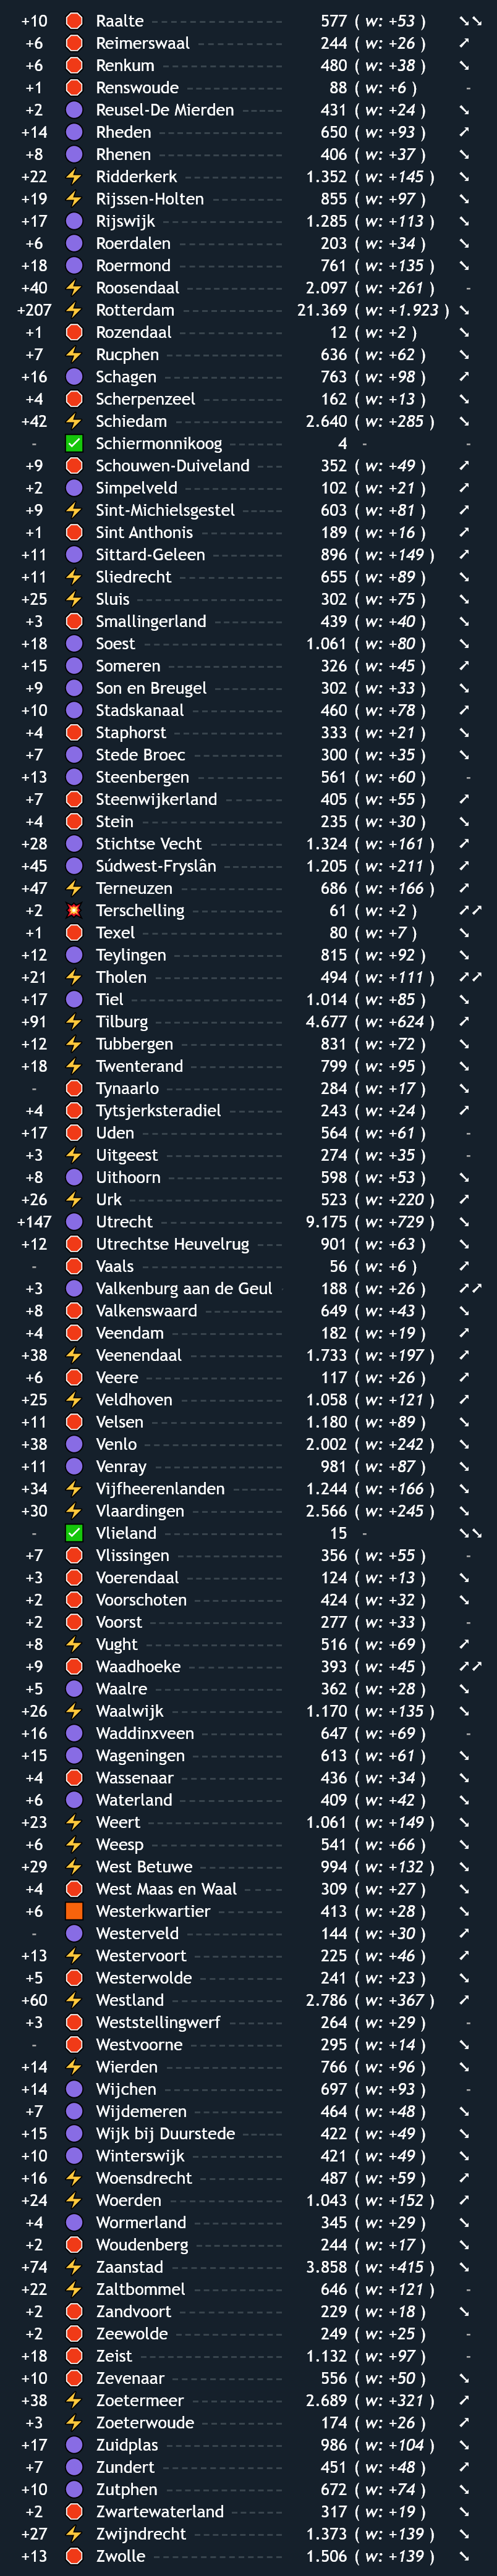 +10 Raalte 577 ( w: +53 )
+6 Reimerswaal 244 ( w: +26 )
+6 Renkum 480 ( w: +38 )
+1 Renswoude 88 ( w: +6 )
+2 Reusel-De Mierden 431 ( w: +24 )
+14 Rheden 650 ( w: +93 )
+8 Rhenen 406 ( w: +37 )
+22 Ridderkerk 1.352 ( w: +145 )
+19 Rijssen-Holten 855 ( w: +97 )
+17 Rijswijk 1.285 ( w: +113 )
+6 Roerdalen 203 ( w: +34 )
+18 Roermond 761 ( w: +135 )
+40 Roosendaal 2.097 ( w: +261 ) -
+207 Rotterdam 21.369 ( w: +1.923 )
+1 Rozendaal 12 ( w: +2 )
+7 Rucphen 636 ( w: +62 )
+16 Schagen 763 ( w: +98 )
+4 Scherpenzeel 162 ( w: +13 )
+42 Schiedam 2.640 ( w: +285 )
- Schiermonnikoog 4 - -
+9 Schouwen-Duiveland 352 ( w: +49 )
+2 Simpelveld 102 ( w: +21 )
+9 Sint-Michielsgestel 603 ( w: +81 )
+1 Sint Anthonis 189 ( w: +16 )
+11 Sittard-Geleen 896 ( w: +149 )
+11 Sliedrecht 655 ( w: +89 )
+25 Sluis 302 ( w: +75 )
+3 Smallingerland 439 ( w: +40 )
+18 Soest 1.061 ( w: +80 )
+15 Someren 326 ( w: +45 )
+9 Son en Breugel 302 ( w: +33 )
+10 Stadskanaal 460 ( w: +78 )
+4 Staphorst 333 ( w: +21 )
+7 Stede Broec 300 ( w: +35 )
+13 Steenbergen 561 ( w: +60 ) -
+7 Steenwijkerland 405 ( w: +55 )
+4 Stein 235 ( w: +30 )
+28 Stichtse Vecht 1.324 ( w: +161 )
+45 Súdwest-Fryslân 1.205 ( w: +211 )
+47 Terneuzen 686 ( w: +166 )
+2 Terschelling 61 ( w: +2 )
+1 Texel 80 ( w: +7 )
+12 Teylingen 815 ( w: +92 )
+21 Tholen 494 ( w: +111 )
+17 Tiel 1.014 ( w: +85 )
+91 Tilburg 4.677 ( w: +624 )
+12 Tubbergen 831 ( w: +72 )
+18 Twenterand 799 ( w: +95 )
- Tynaarlo 284 ( w: +17 )
+4 Tytsjerksteradiel 243 ( w: +24 )
+17 Uden 564 ( w: +61 ) -
+3 Uitgeest 274 ( w: +35 ) -
+8 Uithoorn 598 ( w: +53 )
+26 Urk 523 ( w: +220 )
+147 Utrecht 9.175 ( w: +729 )
+12 Utrechtse Heuvelrug 901 ( w: +63 )
- Vaals 56 ( w: +6 )
+3 Valkenburg aan de Geul 188 ( w: +26 )
+8 Valkenswaard 649 ( w: +43 )
+4 Veendam 182 ( w: +19 )
+38 Veenendaal 1.733 ( w: +197 )
+6 Veere 117 ( w: +26 )
+25 Veldhoven 1.058 ( w: +121 )
+11 Velsen 1.180 ( w: +89 )
+38 Venlo 2.002 ( w: +242 )
+11 Venray 981 ( w: +87 )
+34 Vijfheerenlanden 1.244 ( w: +166 )
+30 Vlaardingen 2.566 ( w: +245 )
- Vlieland 15 -
+7 Vlissingen 356 ( w: +55 ) -
+3 Voerendaal 124 ( w: +13 )
+2 Voorschoten 424 ( w: +32 )
+2 Voorst 277 ( w: +33 ) -
+8 Vught 516 ( w: +69 )
+9 Waadhoeke 393 ( w: +45 )
+5 Waalre 362 ( w: +28 )
+26 Waalwijk 1.170 ( w: +135 )
+16 Waddinxveen 647 ( w: +69 ) -
+15 Wageningen 613 ( w: +61 )
+4 Wassenaar 436 ( w: +34 )
+6 Waterland 409 ( w: +42 )
+23 Weert 1.061 ( w: +149 )
+6 Weesp 541 ( w: +66 )
+29 West Betuwe 994 ( w: +132 )
+4 West Maas en Waal 309 ( w: +27 )
+6 Westerkwartier 413 ( w: +28 )
- Westerveld 144 ( w: +30 )
+13 Westervoort 225 ( w: +46 )
+5 Westerwolde 241 ( w: +23 )
+60 Westland 2.786 ( w: +367 )
+3 Weststellingwerf 264 ( w: +29 ) -
- Westvoorne 295 ( w: +14 )
+14 Wierden 766 ( w: +96 )
+14 Wijchen 697 ( w: +93 ) -
+7 Wijdemeren 464 ( w: +48 )
+15 Wijk bij Duurstede 422 ( w: +49 )
+10 Winterswijk 421 ( w: +49 )
+16 Woensdrecht 487 ( w: +59 )
+24 Woerden 1.043 ( w: +152 )
+4 Wormerland 345 ( w: +29 )
+2 Woudenberg 244 ( w: +17 )
+74 Zaanstad 3.858 ( w: +415 )
+22 Zaltbommel 646 ( w: +121 ) -
+2 Zandvoort 229 ( w: +18 )
+2 Zeewolde 249 ( w: +25 ) -
+18 Zeist 1.132 ( w: +97 ) -
+10 Zevenaar 556 ( w: +50 )
+38 Zoetermeer 2.689 ( w: +321 )
+3 Zoeterwoude 174 ( w: +26 )
+17 Zuidplas 986 ( w: +104 )
+7 Zundert 451 ( w: +48 )
+10 Zutphen 672 ( w: +74 )
+2 Zwartewaterland 317 ( w: +19 )
+27 Zwijndrecht 1.373 ( w: +139 )
+13 Zwolle 1.506 ( w: +139 )